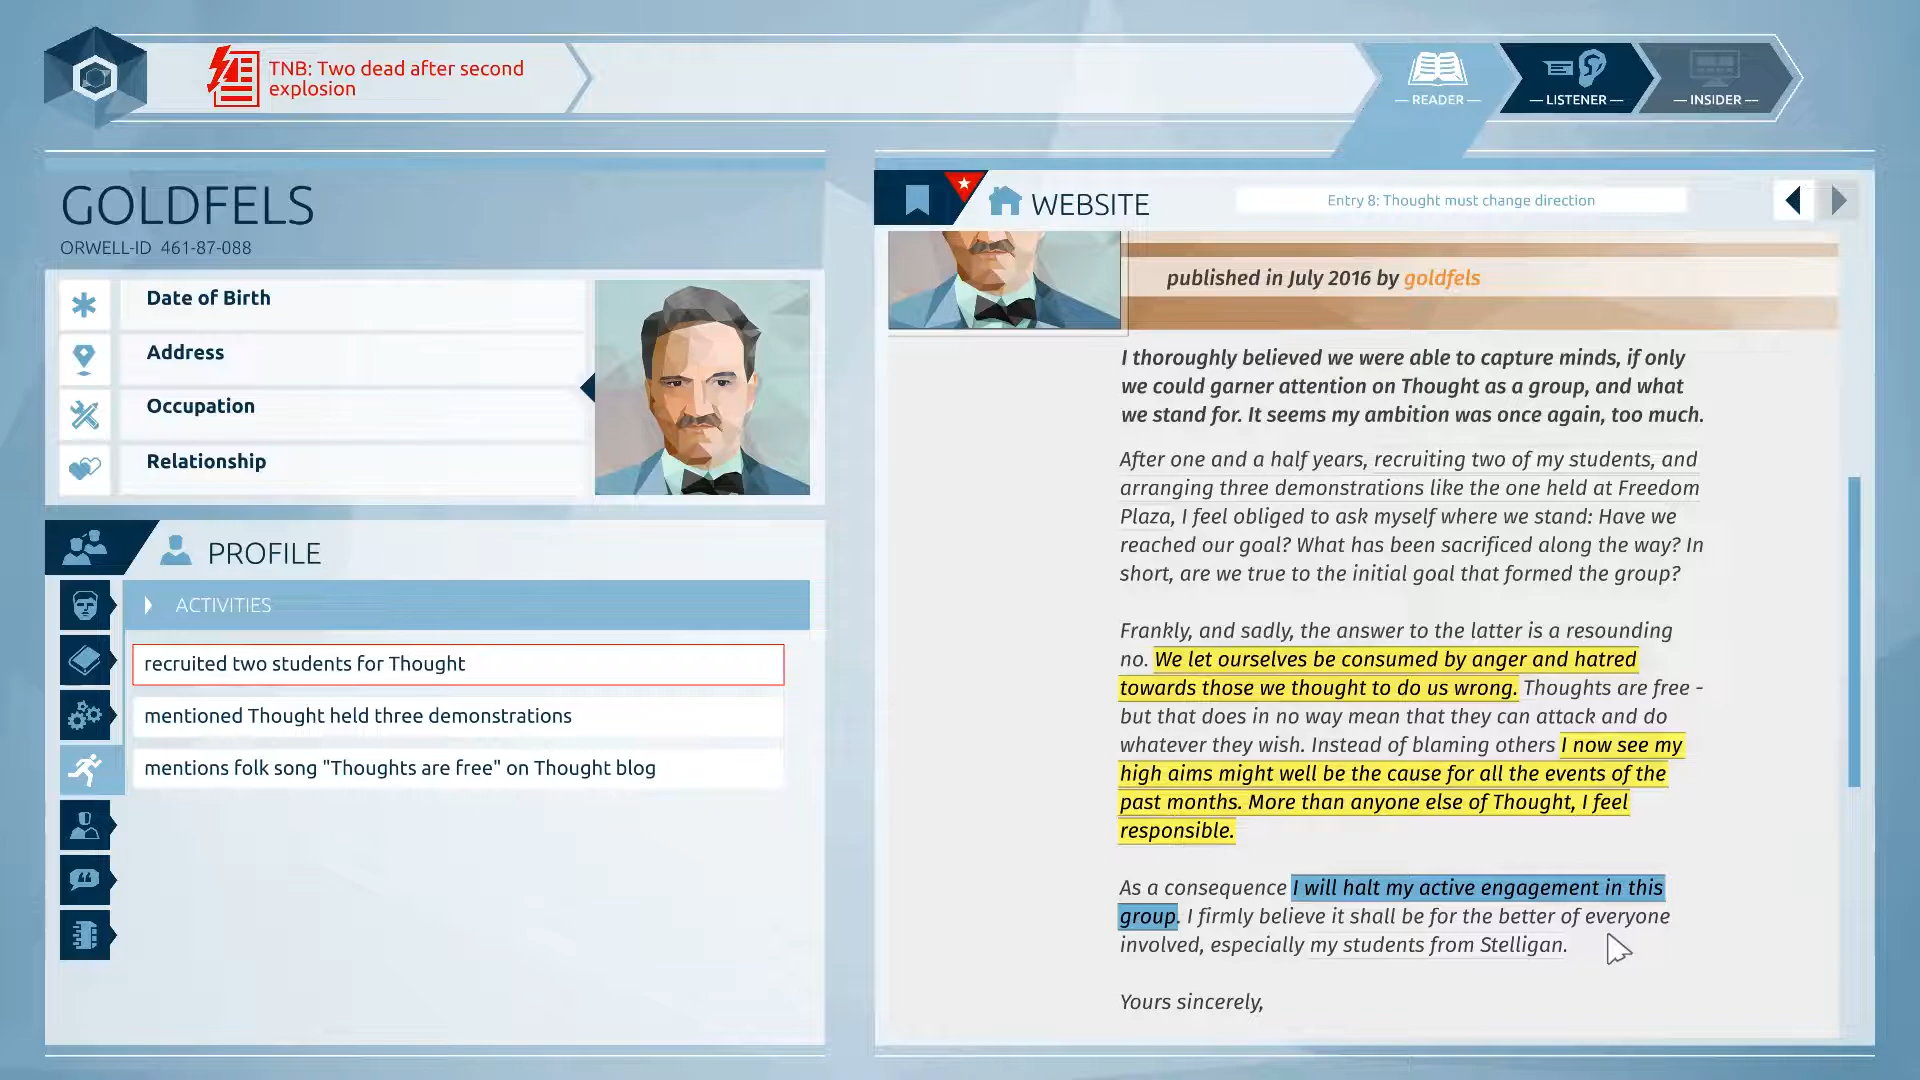 TNB: Two dead after second
explosion
READER
LISTENER
INSIDER
GOLDFELS
ORWELL-ID 461-87-088
Date of Birth
Address
Occupation
Relationship
PROFILE
ACTIVITIES
recruited two students for Thought
mentioned Thought held three demonstrations
mentions folk song "Thoughts are free" on Thought blog
WEBSITE
Entry 8: Thought must change direction
published in July 2016 by goldfels
I thoroughly believed we were able to capture minds, if only
we could garner attention on Thought as a group, and what
we stand for. It seems my ambition was once again, too much.
After one and a half years, recruiting two of my students, and
arranging three demonstrations like the one held at Freedom
Plaza, I feel obliged to ask myself where we stand: Have we
reached our goal? What has been sacrificed along the way? In
short, are we true to the initial goal that formed the group?
Frankly, and sadly, the answer to the latter is a resounding
no. We let ourselves be consumed by anger and hatred
towards those we thought to do us wrong. Thoughts are free -
but that does in no way mean that they can attack and do
whatever they wish. Instead of blaming others I now see my
high aims might well be the cause for all the events of the
past months. More than anyone else of Thought, I feel
responsible.
As a consequence I will halt my active engagement in this
group. I firmly believe it shall be for the better of everyone
involved, especially my students from Stelligan.
Yours sincerely,